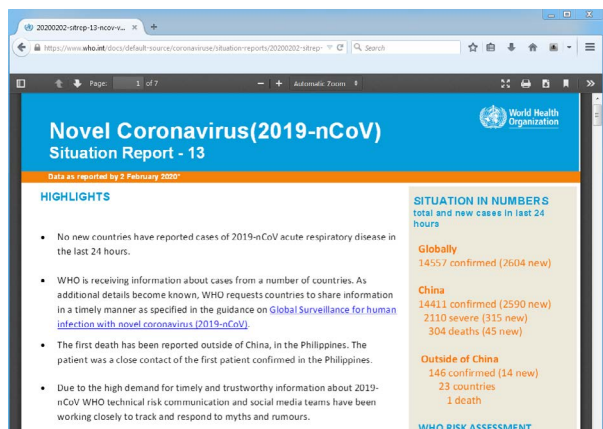 20200202-sitrep-13-ncov-v...
https://www.who.int/docs/default-source/coronaviruse/situation-reports/20200202-sitrep-
Search
Page: 1 of 7
Automatic Zoom
World Health
Organization
Novel Coronavirus(2019-nCoV)
Situation Report - 13
Data as reported by 2 February 2020*
HIGHLIGHTS
• No new countries have reported cases of 2019-nCoV acute respiratory disease in
the last 24 hours.
• WHO is receiving information about cases from a number of countries. As
additional details become known, WHO requests countries to share information
in a timely manner as specified in the guidance on Global Surveillance for human
infection with novel coronavirus (2019-nCoV).
• The first death has been reported outside of China, in the Philippines. The
patient was a close contact of the first patient confirmed in the Philippines.
• Due to the high demand for timely and trustworthy information about 2019-
nCoV WHO technical risk communication and social media teams have been
working closely to track and respond to myths and rumours.
SITUATION IN NUMBERS
total and new cases in last 24
hours
Globally
14557 confirmed (2604 new)
China
14411 confirmed (2590 new)
2110 severe (315 new)
304 deaths (45 new)
Outside of China
146 confirmed (14 new)
23 countries
1 death
WHO RISK ASSESSMENT